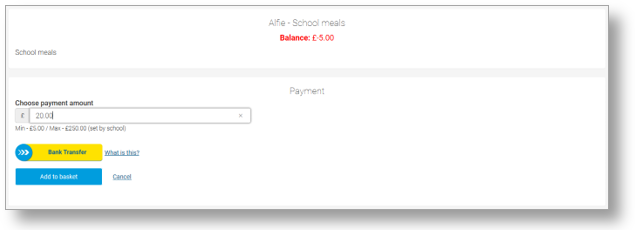 Alfie - School meals
Balance: £-5.00
School meals
Payment
Choose payment amount
£ 20.00 ×
Min - £5.00 / Max - £250.00 (set by school)
Bank Transfer What is this?
Add to basket Cancel